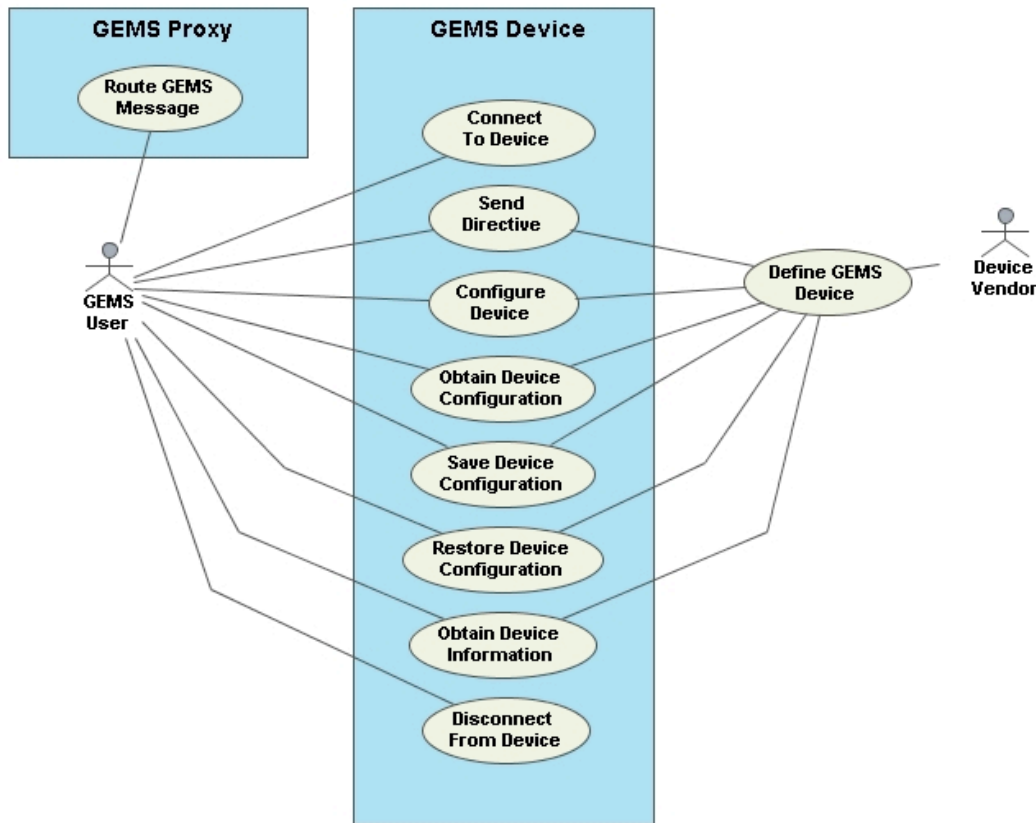 GEMS Proxy
Route GEMS
Message
GEMS
User
GEMS Device
Connect
To Device
Send
Directive
Configure
Device
Obtain Device
Configuration
Save Device
Configuration
Restore Device
Configuration
Obtain Device
Information
Disconnect
From Device
Define GEMS
Device
Device
Vendor